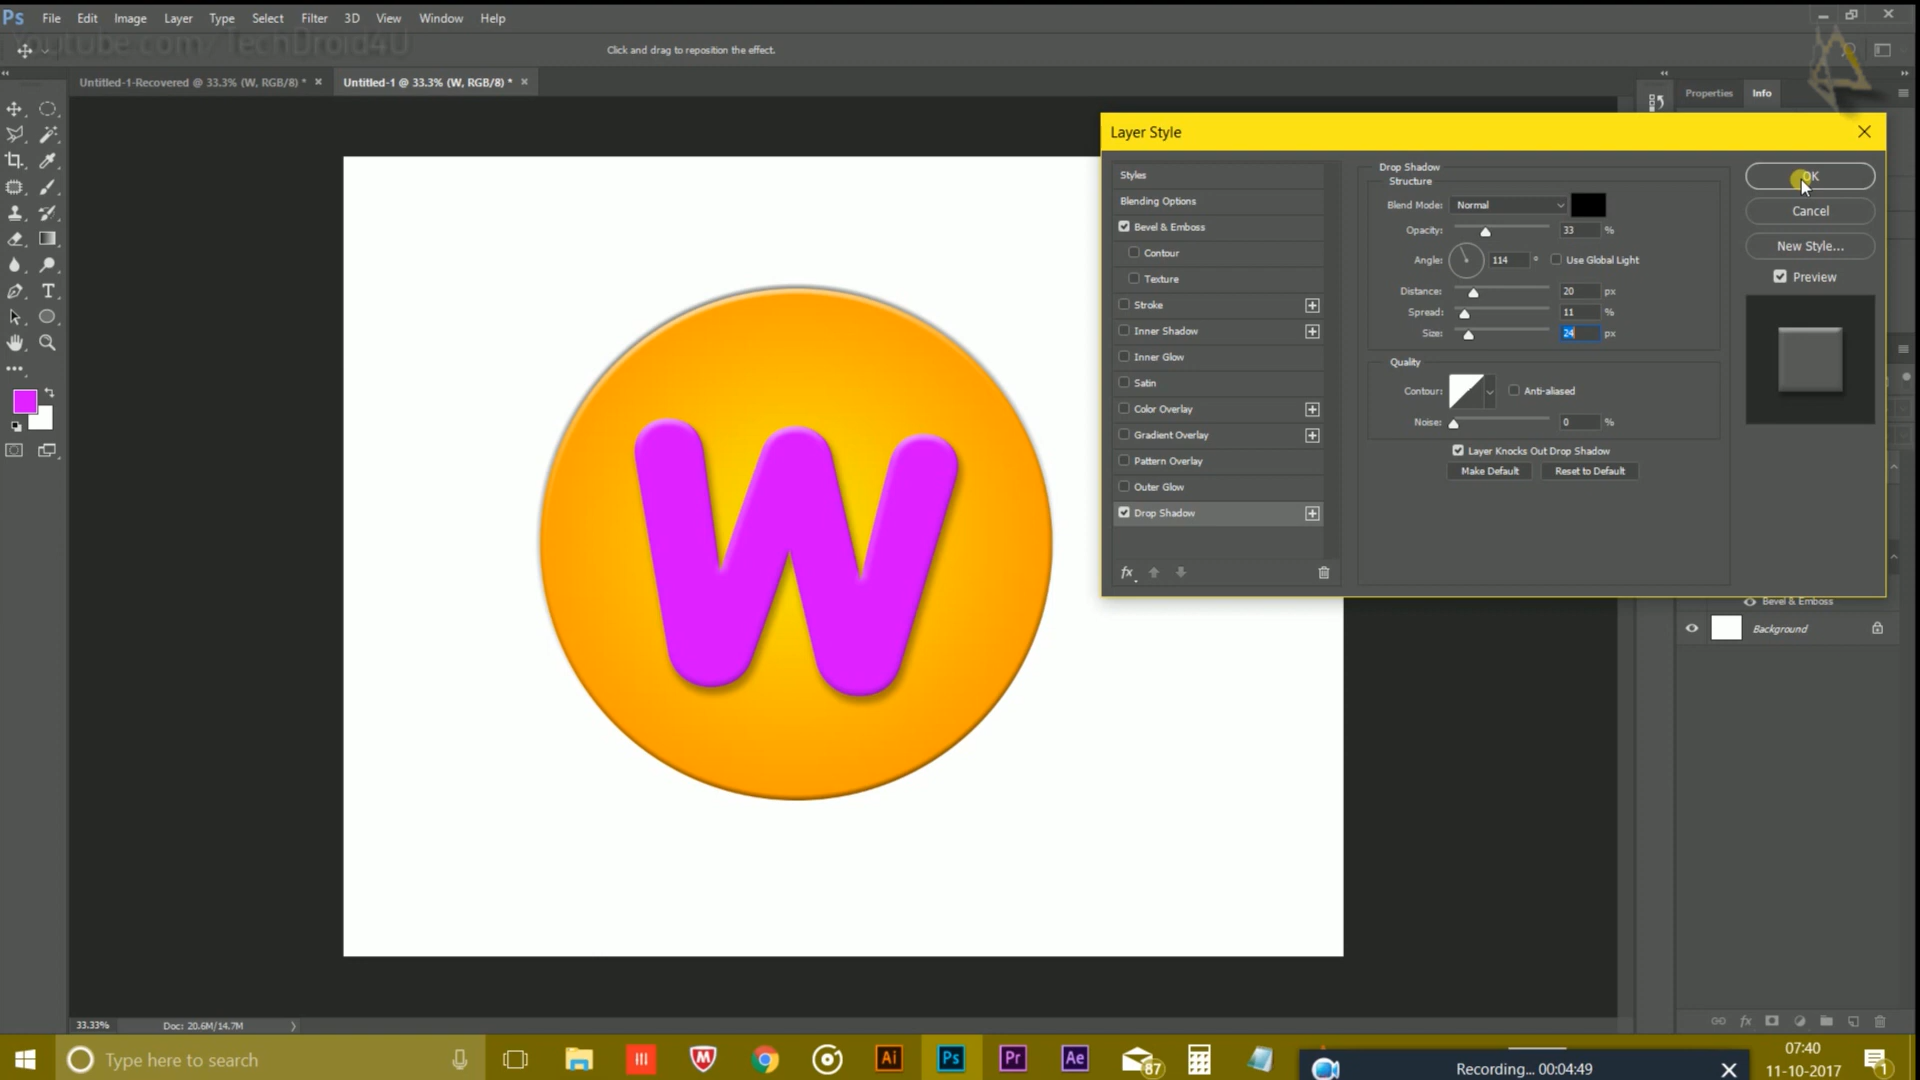 Ps File Edit Image Layer Type Select Filter 3D View Window Help
Youtube.com/TechDroid4U
Click and drag to reposition the effect.
Untitled-1-Recovered @ 33.3% (W, RGB/8) * × Untitled-1 @ 33.3% (W, RGB/8) * ×
Properties Info
Layer Style
Styles
Blending Options
Bevel & Emboss
Contour
Texture
Stroke
Inner Shadow
Inner Glow
Satin
Color Overlay
Gradient Overlay
Pattern Overlay
Outer Glow
Drop Shadow
fx
Drop Shadow
Structure
Blend Mode: Normal
Opacity: 33 %
Angle: 114 ° Use Global Light
Distance: 20 px
Spread: 11 %
Size: 24 px
Quality
Contour: Anti-aliased
Noise: 0 %
Layer Knocks Out Drop Shadow
Make Default Reset to Default
OK
Cancel
New Style...
Preview
W
Bevel & Emboss
Background
fx
33.33% Doc: 20.6M/14.7M
Type here to search
Ai Ps Pr Ae 87
Recording... 00:04:49
07:40
11-10-2017
1